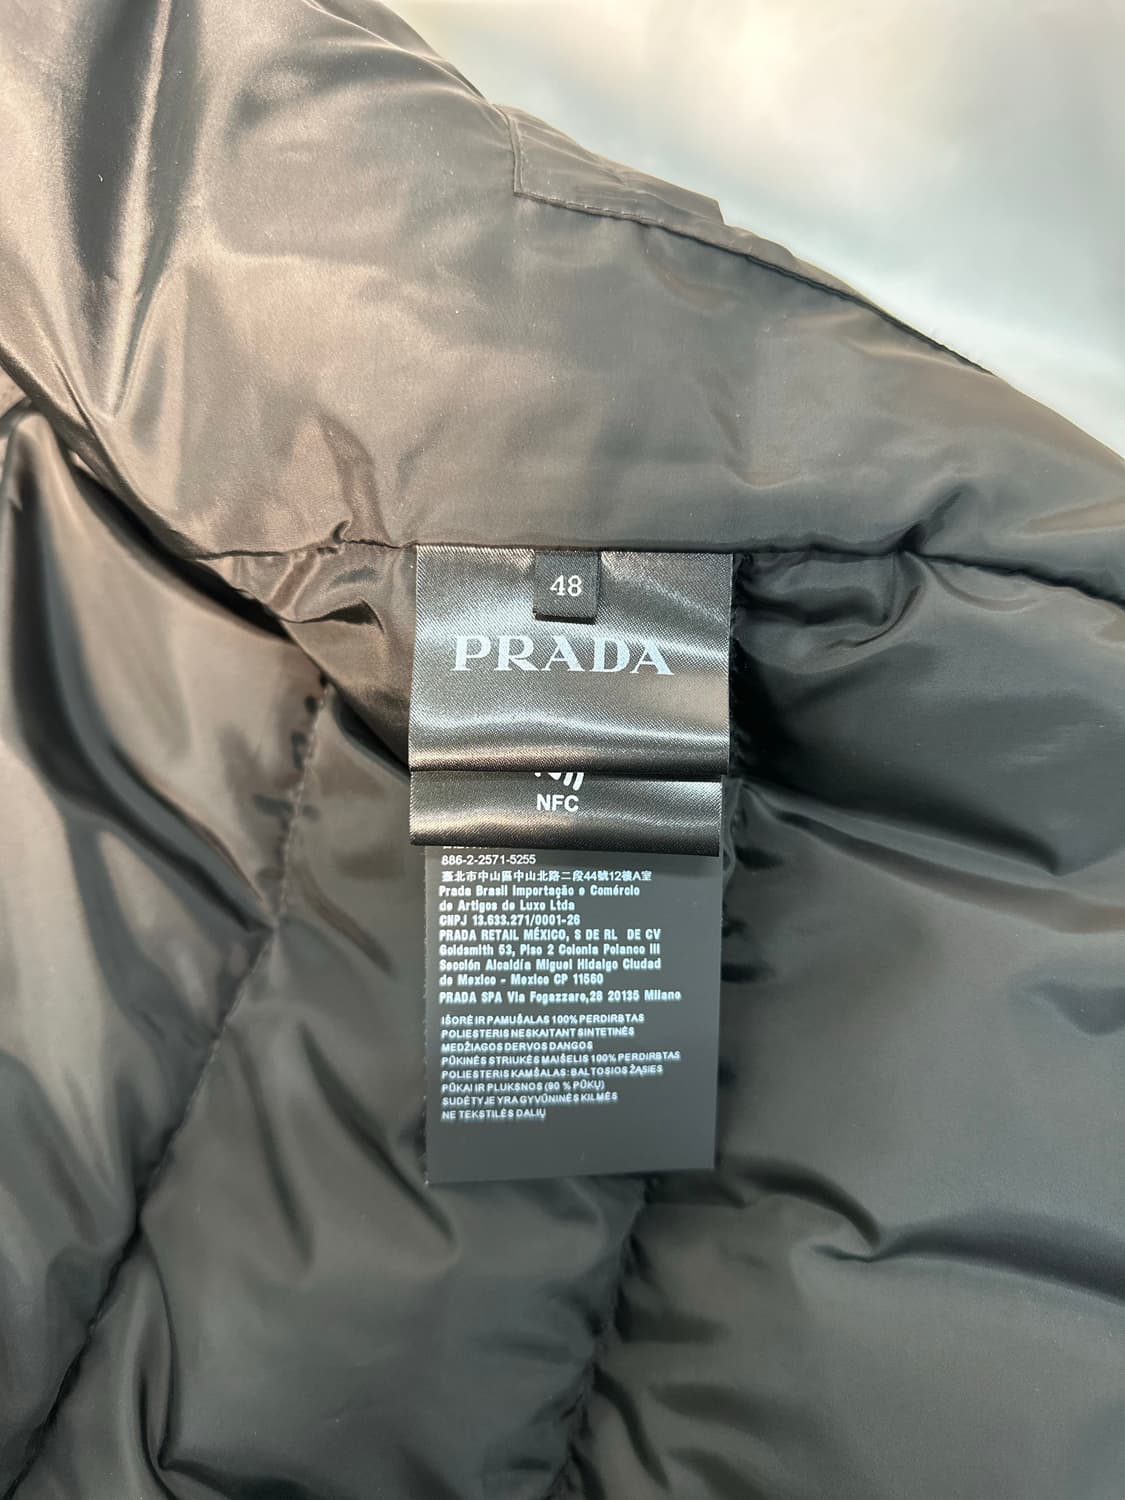 48
PRADA
NFC
886-2-2571-5255
臺北市中山區中山北路二段44號12樓A室
Prada Brasil Importação e Comércio
de Artigos de Luxo Ltda
CNPJ 13.633.271/0001-26
PRADA RETAIL MÉXICO, S DE RL DE CV
Goldsmith 53, Piso 2 Colonia Polanco III
Sección Alcaldía Miguel Hidalgo Ciudad
de Mexico - Mexico CP 11560
PRADA SPA Via Fogazzaro,28 20135 Milano
IŠORĖ IR PAMUŠALAS 100% PERDIRBTAS
POLIESTERIS NESKAITANT SINTETINĖS
MEDŽIAGOS DERVOS DANGOS
PŪKINĖS STRIUKĖS MAIŠELIS 100% PERDIRBTAS
POLIESTERIS KAMŠALAS: BALTOSIOS ŽĄSIES
PŪKAI IR PLUKSNOS (90 % PŪKŲ)
SUDĖTYJE YRA GYVŪNINĖS KILMĖS
NE TEKSTILĖS DALIŲ